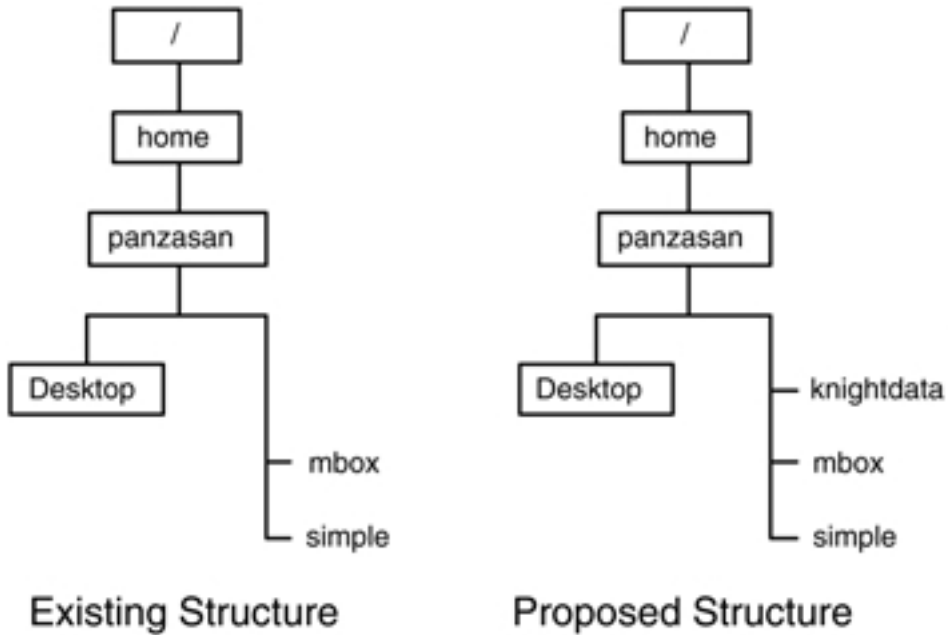 /
home
panzasan
Desktop
mbox
simple
Existing Structure
/
home
panzasan
Desktop
knightdata
mbox
simple
Proposed Structure